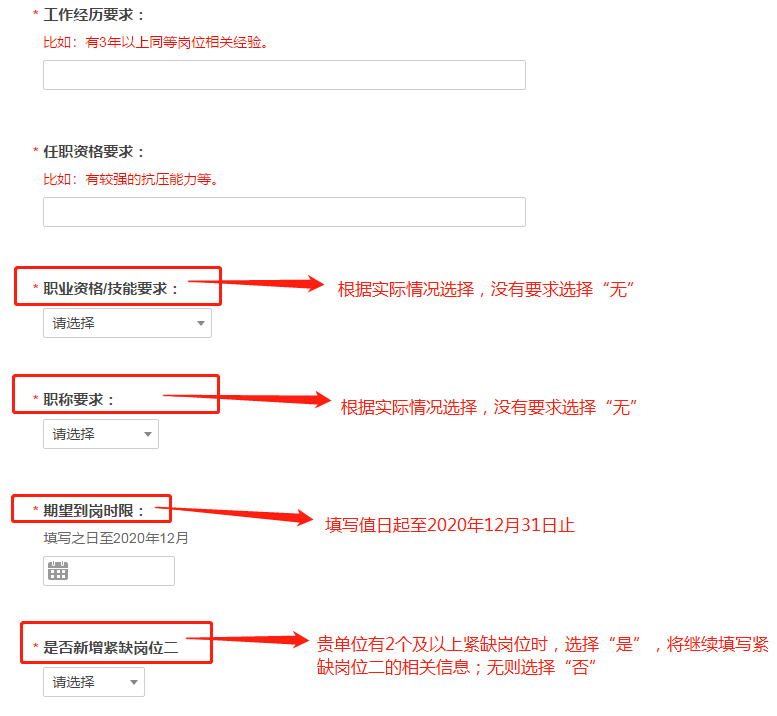 * 工作经历要求：
比如：有3年以上同等岗位相关经验。
* 任职资格要求：
比如：有较强的抗压能力等。
* 职业资格/技能要求：
根据实际情况选择，没有要求选择“无”
请选择
* 职称要求：
根据实际情况选择，没有要求选择“无”
请选择
* 期望到岗时限：
填写值日起至2020年12月31日止
填写之日至2020年12月
* 是否新增紧缺岗位二
贵单位有2个及以上紧缺岗位时，选择“是”，将继续填写紧
缺岗位二的相关信息；无则选择“否”
请选择